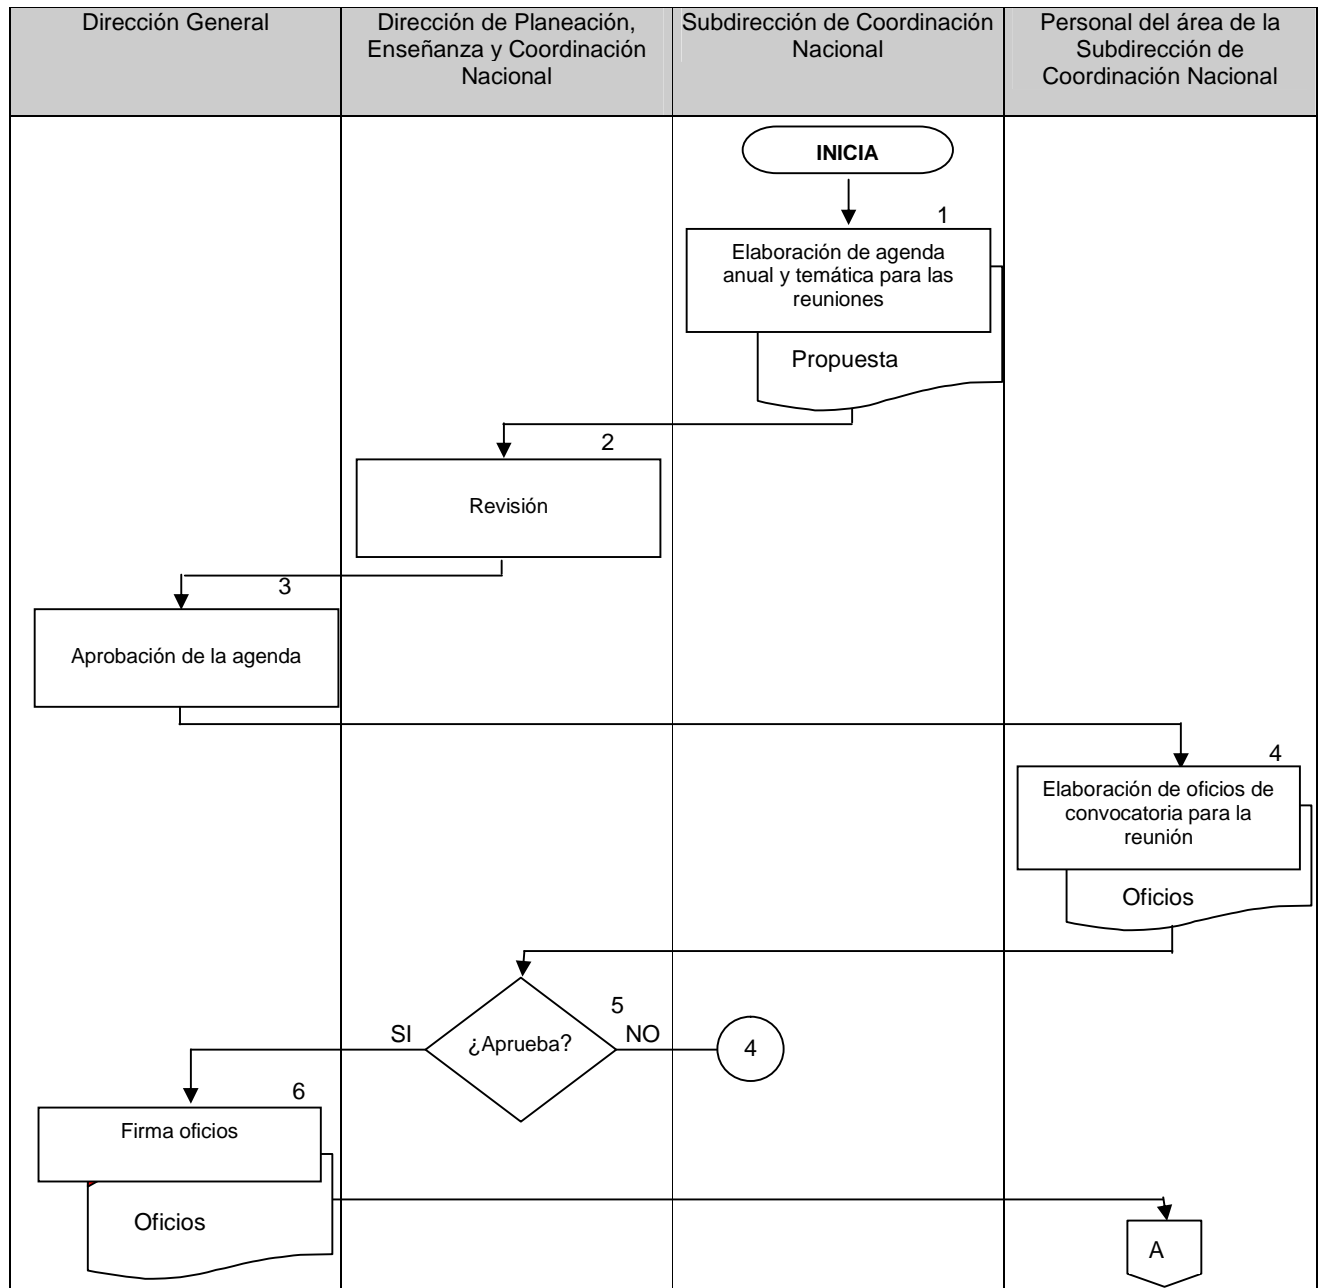 Dirección General
Dirección de Planeación,
Enseñanza y Coordinación
Nacional
Subdirección de Coordinación
Nacional
Personal del área de la
Subdirección de
Coordinación Nacional
INICIA
1
Elaboración de agenda
anual y temática para las
reuniones
Propuesta
2
Revisión
3
Aprobación de la agenda
4
Elaboración de oficios de
convocatoria para la
reunión
Oficios
5
SI
¿Aprueba?
NO
4
6
Firma oficios
Oficios
A